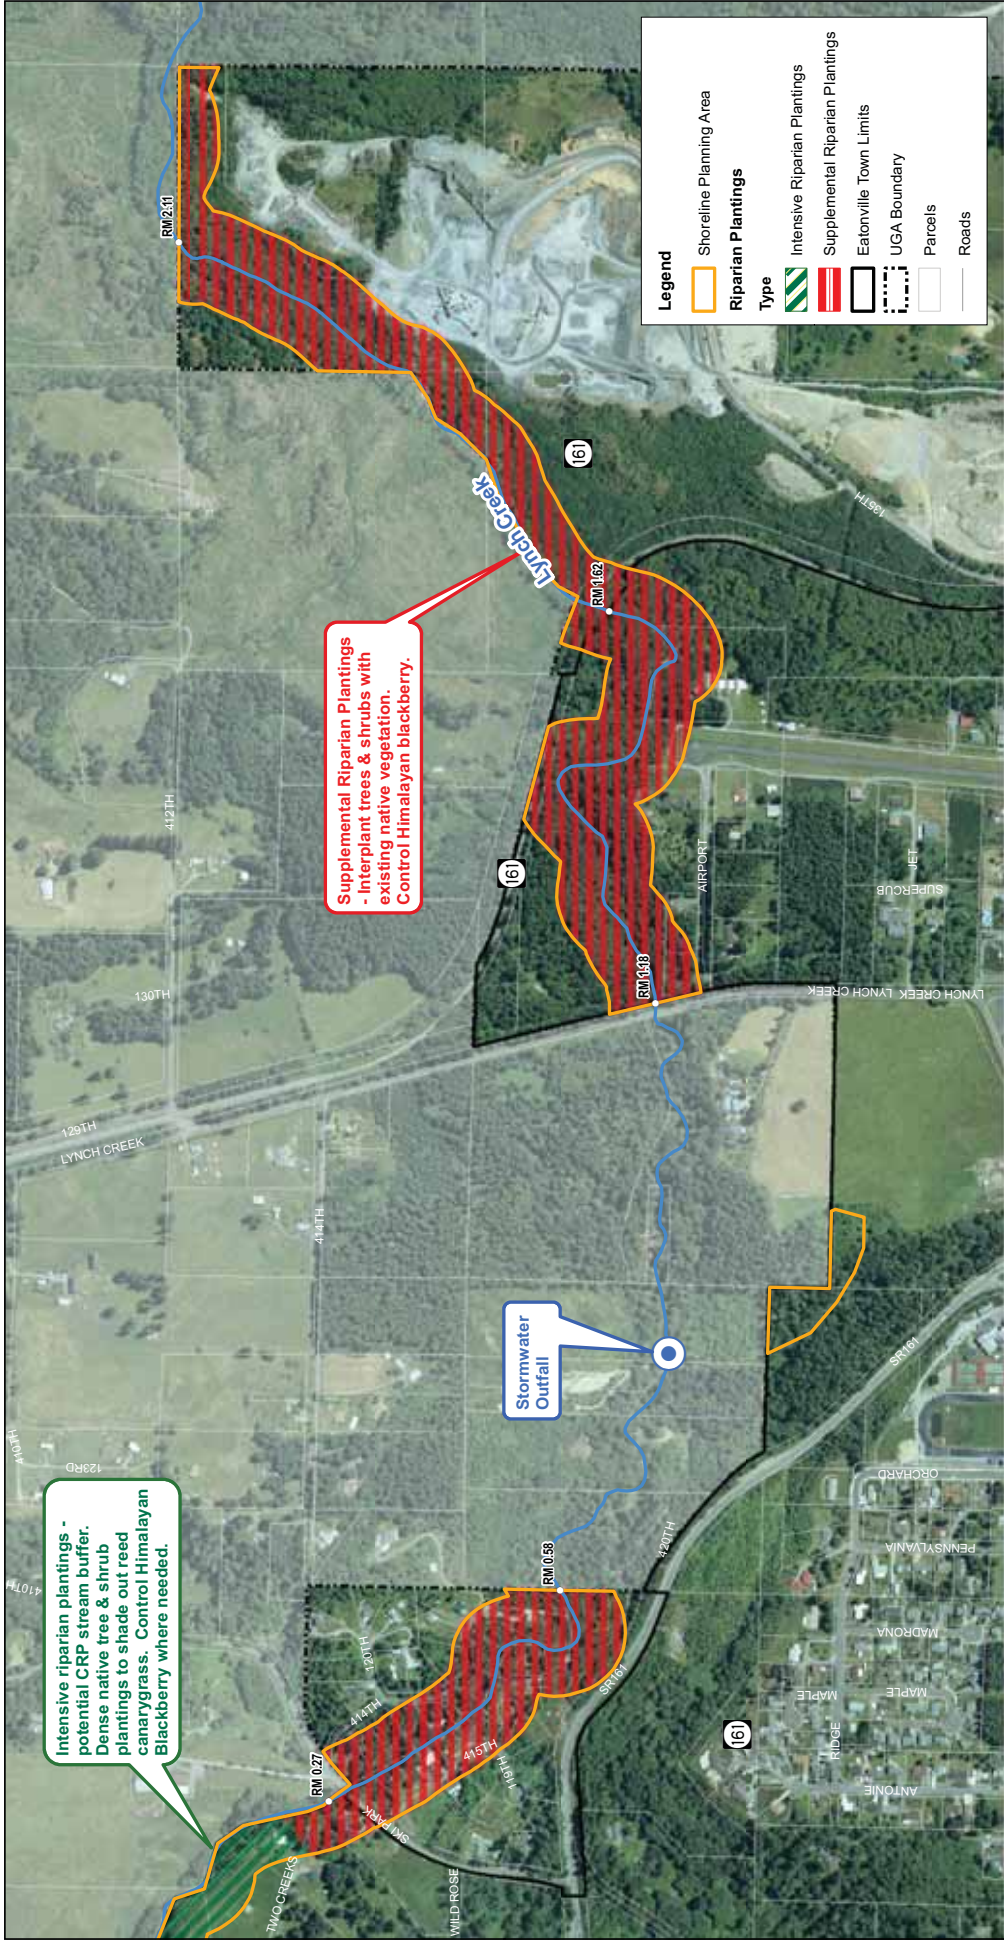 Intensive riparian plantings -
potential CRP stream buffer.
Dense native tree & shrub
plantings to shade out reed
canarygrass. Control Himalayan
Blackberry where needed.
Supplemental Riparian Plantings
- Interplant trees & shrubs with
existing native vegetation.
Control Himalayan blackberry.
Stormwater
Outfall
Lynch Creek
RM 0.27
RM 0.58
RM 1.18
RM 1.62
RM 2.11
161
161
161
410TH
410TH
123RD
412TH
130TH
129TH
LYNCH CREEK
414TH
120TH
414TH
415TH
119TH
SKI PARK
TWO CREEKS
WILD ROSE
SR161
420TH
SR161
135TH
AIRPORT
JET
SUPERCUB
LYNCH CREEK
LYNCH CREEK
ORCHARD
PENNSYLVANIA
MADRONA
MAPLE
MAPLE
RIDGE
ANTONIE
Legend
Shoreline Planning Area
Riparian Plantings
Type
Intensive Riparian Plantings
Supplemental Riparian Plantings
Eatonville Town Limits
UGA Boundary
Parcels
Roads